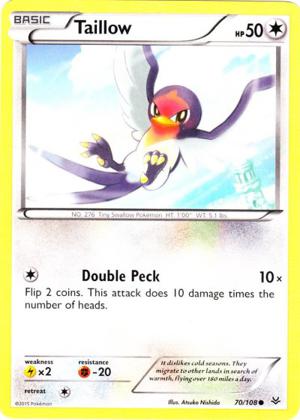 BASIC
Taillow
HP 50
NO. 276 Tiny Swallow Pokémon HT. 1'00" WT. 5.1 lbs.
Double Peck 10×
Flip 2 coins. This attack does 10 damage times the
number of heads.
weakness
×2
resistance
-20
retreat
It dislikes cold seasons. They
migrate to other lands in search of
warmth, flying over 180 miles a day.
©2015 Pokémon
Illus. Atsuko Nishida
70/108